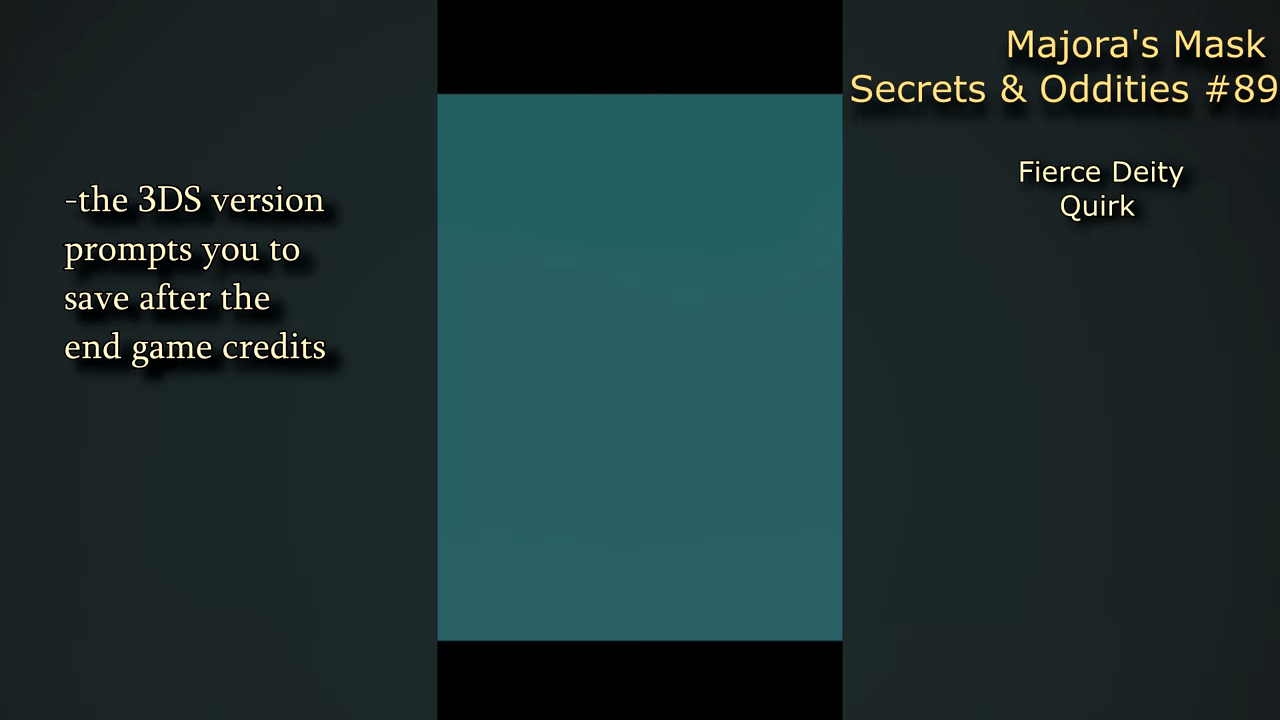 Majora's Mask
Secrets & Oddities #89
Fierce Deity
Quirk
-the 3DS version
prompts you to
save after the
end game credits